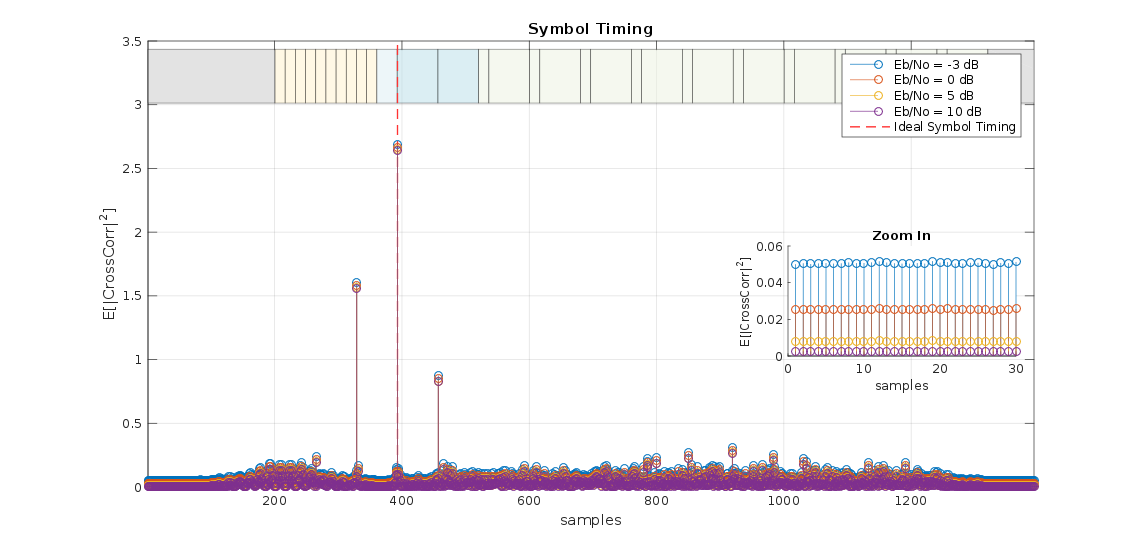 Symbol Timing
3.5
3
2.5
2
1.5
1
0.5
0
E[|CrossCorr|²]
200
400
600
800
1000
1200
samples
Eb/No = -3 dB
Eb/No = 0 dB
Eb/No = 5 dB
Eb/No = 10 dB
Ideal Symbol Timing
Zoom In
0.06
0.04
0.02
0
E[|CrossCorr|²]
0
10
20
30
samples